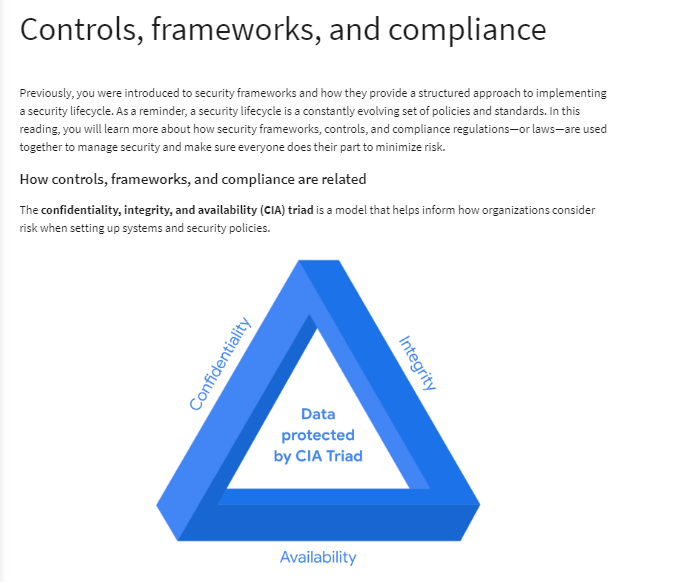 Controls, frameworks, and compliance
Previously, you were introduced to security frameworks and how they provide a structured approach to implementing
a security lifecycle. As a reminder, a security lifecycle is a constantly evolving set of policies and standards. In this
reading, you will learn more about how security frameworks, controls, and compliance regulations—or laws—are used
together to manage security and make sure everyone does their part to minimize risk.
How controls, frameworks, and compliance are related
The confidentiality, integrity, and availability (CIA) triad is a model that helps inform how organizations consider
risk when setting up systems and security policies.
Confidentiality
Integrity
Data
protected
by CIA Triad
Availability